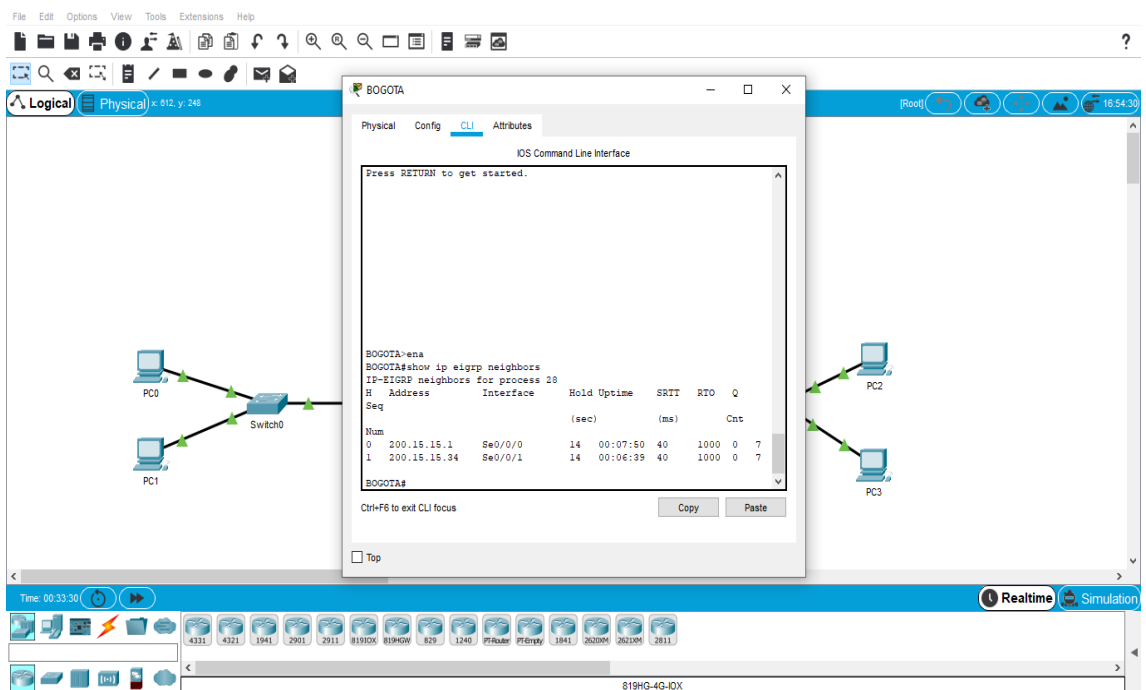 File Edit Options View Tools Extensions Help
?
Logical Physical x: 612, y: 248 [Root] 16:54:30
BOGOTA
Physical Config CLI Attributes
IOS Command Line Interface
Press RETURN to get started.
BOGOTA>ena
BOGOTA#show ip eigrp neighbors
IP-EIGRP neighbors for process 28
H Address Interface Hold Uptime SRTT RTO Q
Seq
(sec) (ms) Cnt
Num
0 200.15.15.1 Se0/0/0 14 00:07:50 40 1000 0 7
1 200.15.15.34 Se0/0/1 14 00:06:39 40 1000 0 7
BOGOTA#
Ctrl+F6 to exit CLI focus Copy Paste
Top
PC0
Switch0
PC1
PC2
PC3
Time: 00:33:30 Realtime Simulation
4331 4321 1941 2901 2911 819IOX 819HGW 829 1240 PT-Router PT-Empty 1841 2620XM 2621XM 2811
819HG-4G-IOX